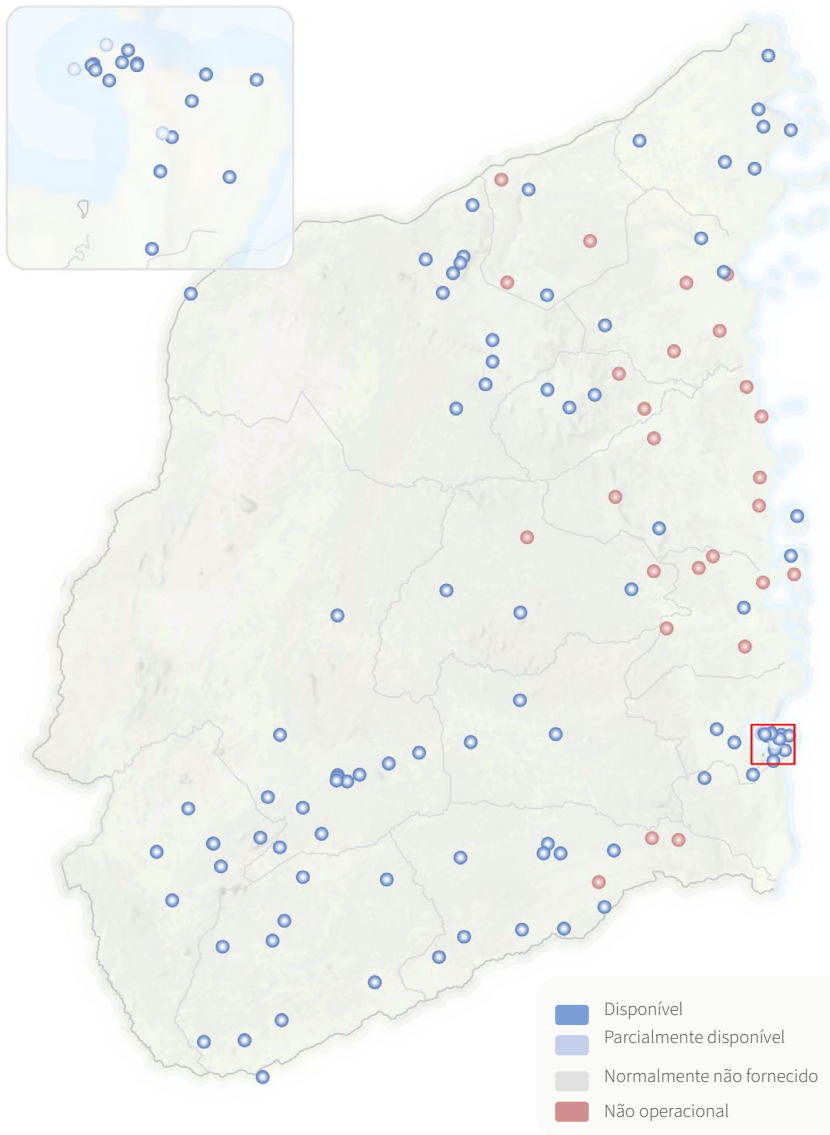 Disponível
Parcialmente disponível
Normalmente não fornecido
Não operacional